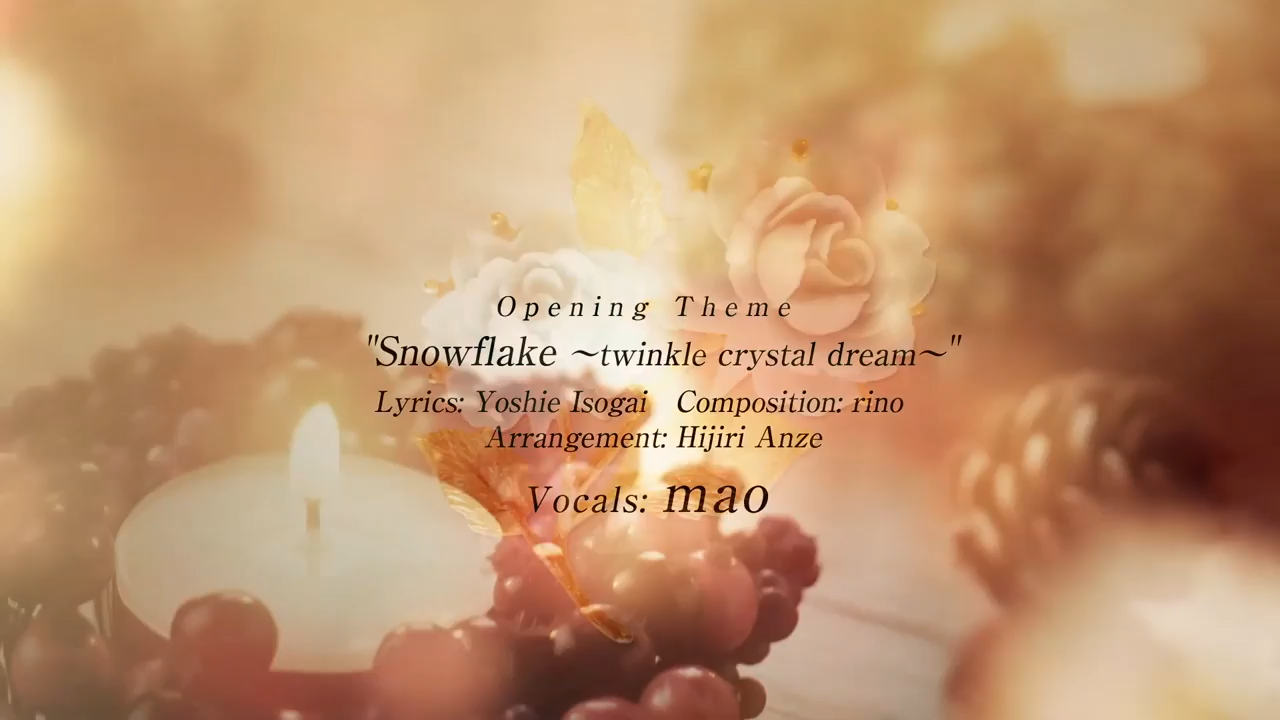 Opening Theme
"Snowflake ~twinkle crystal dream~"
Lyrics: Yoshie Isogai Composition: rino
Arrangement: Hijiri Anze
Vocals: mao